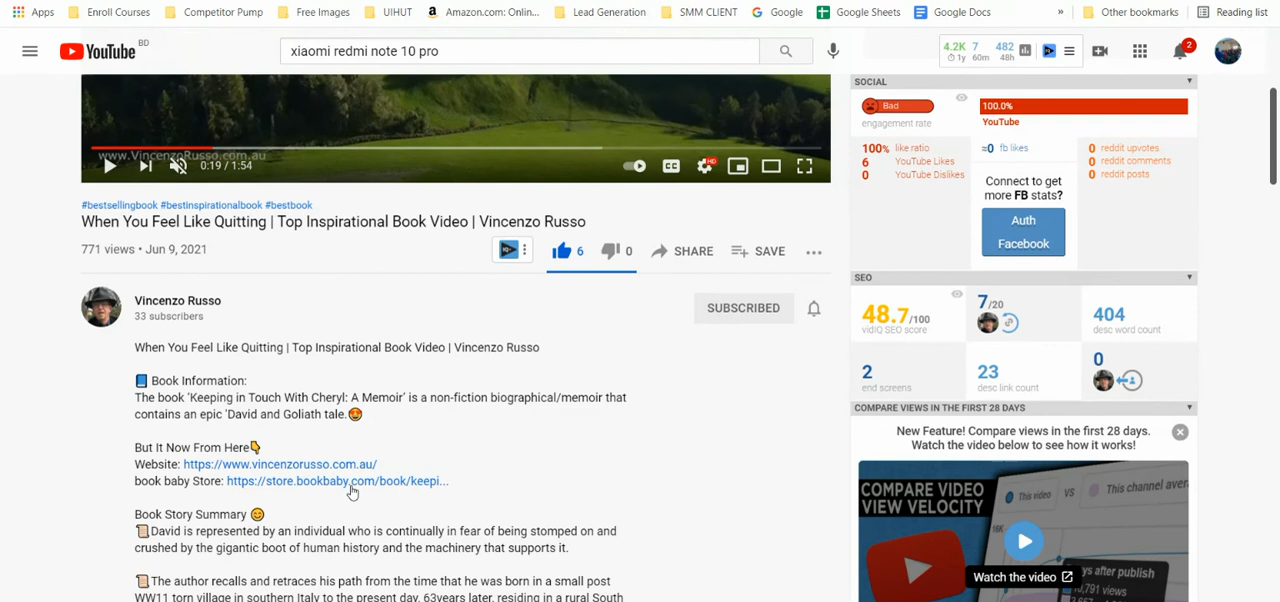 Apps Enroll Courses Competitor Pump Free Images UIHUT Amazon.com: Onlin... Lead Generation SMM CLIENT Google Google Sheets Google Docs » Other bookmarks Reading list
YouTube BD
xiaomi redmi note 10 pro
4.2K 7 482
1y 60m 48h
2
www.VincenzoRusso.com.au
0:19 / 1:54
CC HD
#bestsellingbook #bestinspirationalbook #bestbook
When You Feel Like Quitting | Top Inspirational Book Video | Vincenzo Russo
771 views • Jun 9, 2021
6 0 SHARE SAVE ...
Vincenzo Russo
33 subscribers
SUBSCRIBED
When You Feel Like Quitting | Top Inspirational Book Video | Vincenzo Russo
📘 Book Information:
The book 'Keeping in Touch With Cheryl: A Memoir' is a non-fiction biographical/memoir that
contains an epic 'David and Goliath tale.🤩
But It Now From Here👇
Website: https://www.vincenzorusso.com.au/
book baby Store: https://store.bookbaby.com/book/keepi...
Book Story Summary 😊
📜David is represented by an individual who is continually in fear of being stomped on and
crushed by the gigantic boot of human history and the machinery that supports it.
📜The author recalls and retraces his path from the time that he was born in a small post
WW11 torn village in southern Italy to the present day, 63years later, residing in a rural South
SOCIAL
Bad
engagement rate
100.0%
YouTube
100% like ratio
6 YouTube Likes
0 YouTube Dislikes
≈0 fb likes
Connect to get
more FB stats?
Auth
Facebook
0 reddit upvotes
0 reddit comments
0 reddit posts
SEO
48.7/100
vidIQ SEO score
7/20
404
desc word count
2
end screens
23
desc link count
0
COMPARE VIEWS IN THE FIRST 28 DAYS
New Feature! Compare views in the first 28 days.
Watch the video below to see how it works!
COMPARE VIDEO
VIEW VELOCITY
This video VS This channel aver
ys after publish
Watch the video